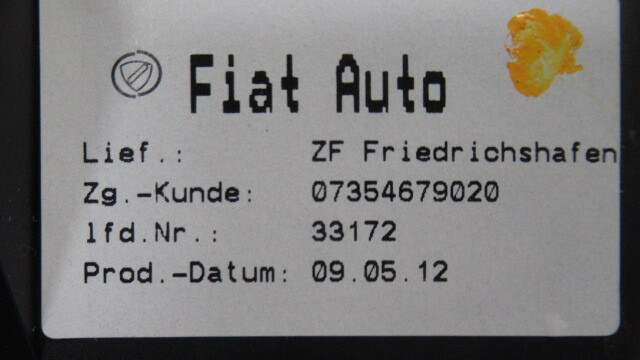 Fiat Auto
Lief.: ZF Friedrichshafen
Zg.-Kunde: 07354679020
lfd.Nr.: 33172
Prod.-Datum: 09.05.12